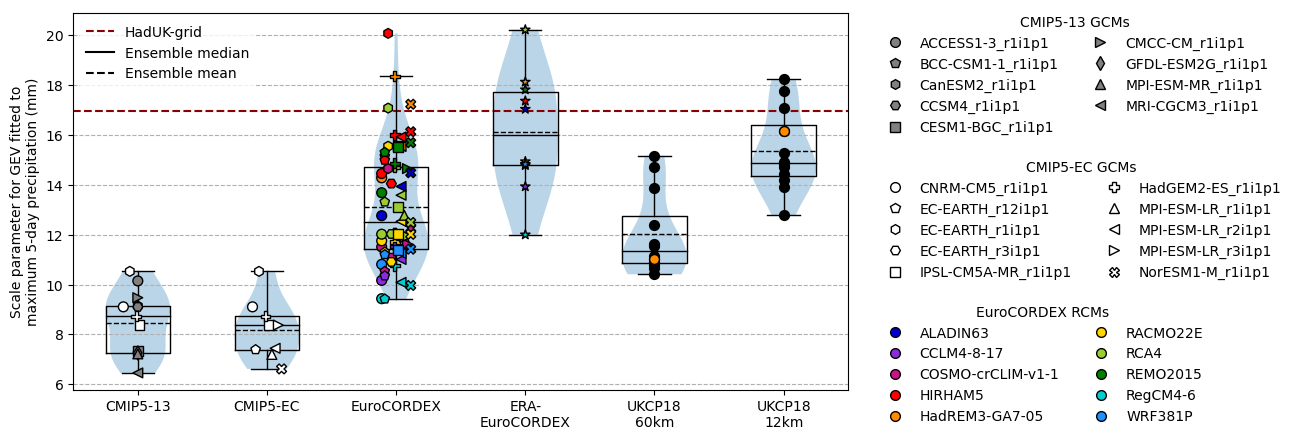 Scale parameter for GEV fitted to
maximum 5-day precipitation (mm)
20
18
16
14
12
10
8
6
HadUK-grid
Ensemble median
Ensemble mean
CMIP5-13
CMIP5-EC
EuroCORDEX
ERA-
EuroCORDEX
UKCP18
60km
UKCP18
12km
CMIP5-13 GCMs
ACCESS1-3_r1i1p1
BCC-CSM1-1_r1i1p1
CanESM2_r1i1p1
CCSM4_r1i1p1
CESM1-BGC_r1i1p1
CMCC-CM_r1i1p1
GFDL-ESM2G_r1i1p1
MPI-ESM-MR_r1i1p1
MRI-CGCM3_r1i1p1
CMIP5-EC GCMs
CNRM-CM5_r1i1p1
EC-EARTH_r12i1p1
EC-EARTH_r1i1p1
EC-EARTH_r3i1p1
IPSL-CM5A-MR_r1i1p1
HadGEM2-ES_r1i1p1
MPI-ESM-LR_r1i1p1
MPI-ESM-LR_r2i1p1
MPI-ESM-LR_r3i1p1
NorESM1-M_r1i1p1
EuroCORDEX RCMs
ALADIN63
CCLM4-8-17
COSMO-crCLIM-v1-1
HIRHAM5
HadREM3-GA7-05
RACMO22E
RCA4
REMO2015
RegCM4-6
WRF381P